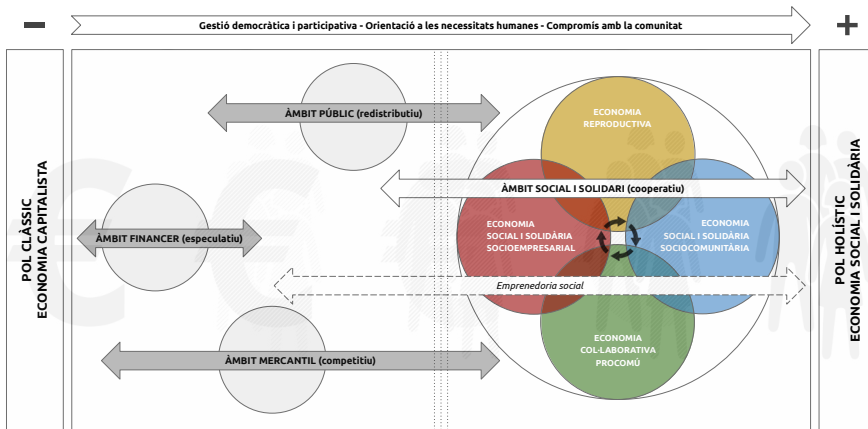 −
Gestió democràtica i participativa - Orientació a les necessitats humanes - Compromís amb la comunitat
+
POL CLÀSSIC
ECONOMIA CAPITALISTA
ÀMBIT PÚBLIC (redistributiu)
ECONOMIA
REPRODUCTIVA
ÀMBIT SOCIAL I SOLIDARI (cooperatiu)
ÀMBIT FINANCER (especulatiu)
ECONOMIA
SOCIAL I SOLIDÀRIA
SOCIOEMPRESARIAL
ECONOMIA
SOCIAL I SOLIDÀRIA
SOCIOCOMUNITÀRIA
Emprenedoria social
ÀMBIT MERCANTIL (competitiu)
ECONOMIA
COL·LABORATIVA
PROCOMÚ
POL HOLÍSTIC
ECONOMIA SOCIAL I SOLIDÀRIA